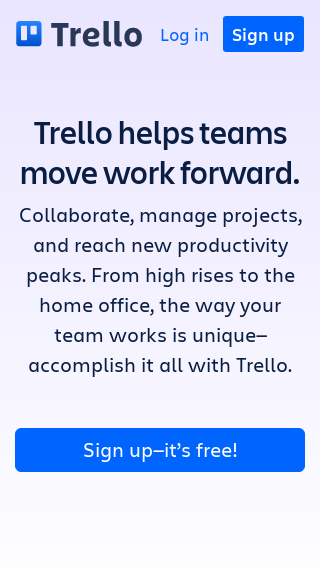 Trello Log in Sign up
Trello helps teams
move work forward.
Collaborate, manage projects,
and reach new productivity
peaks. From high rises to the
home office, the way your
team works is unique—
accomplish it all with Trello.
Sign up—it’s free!